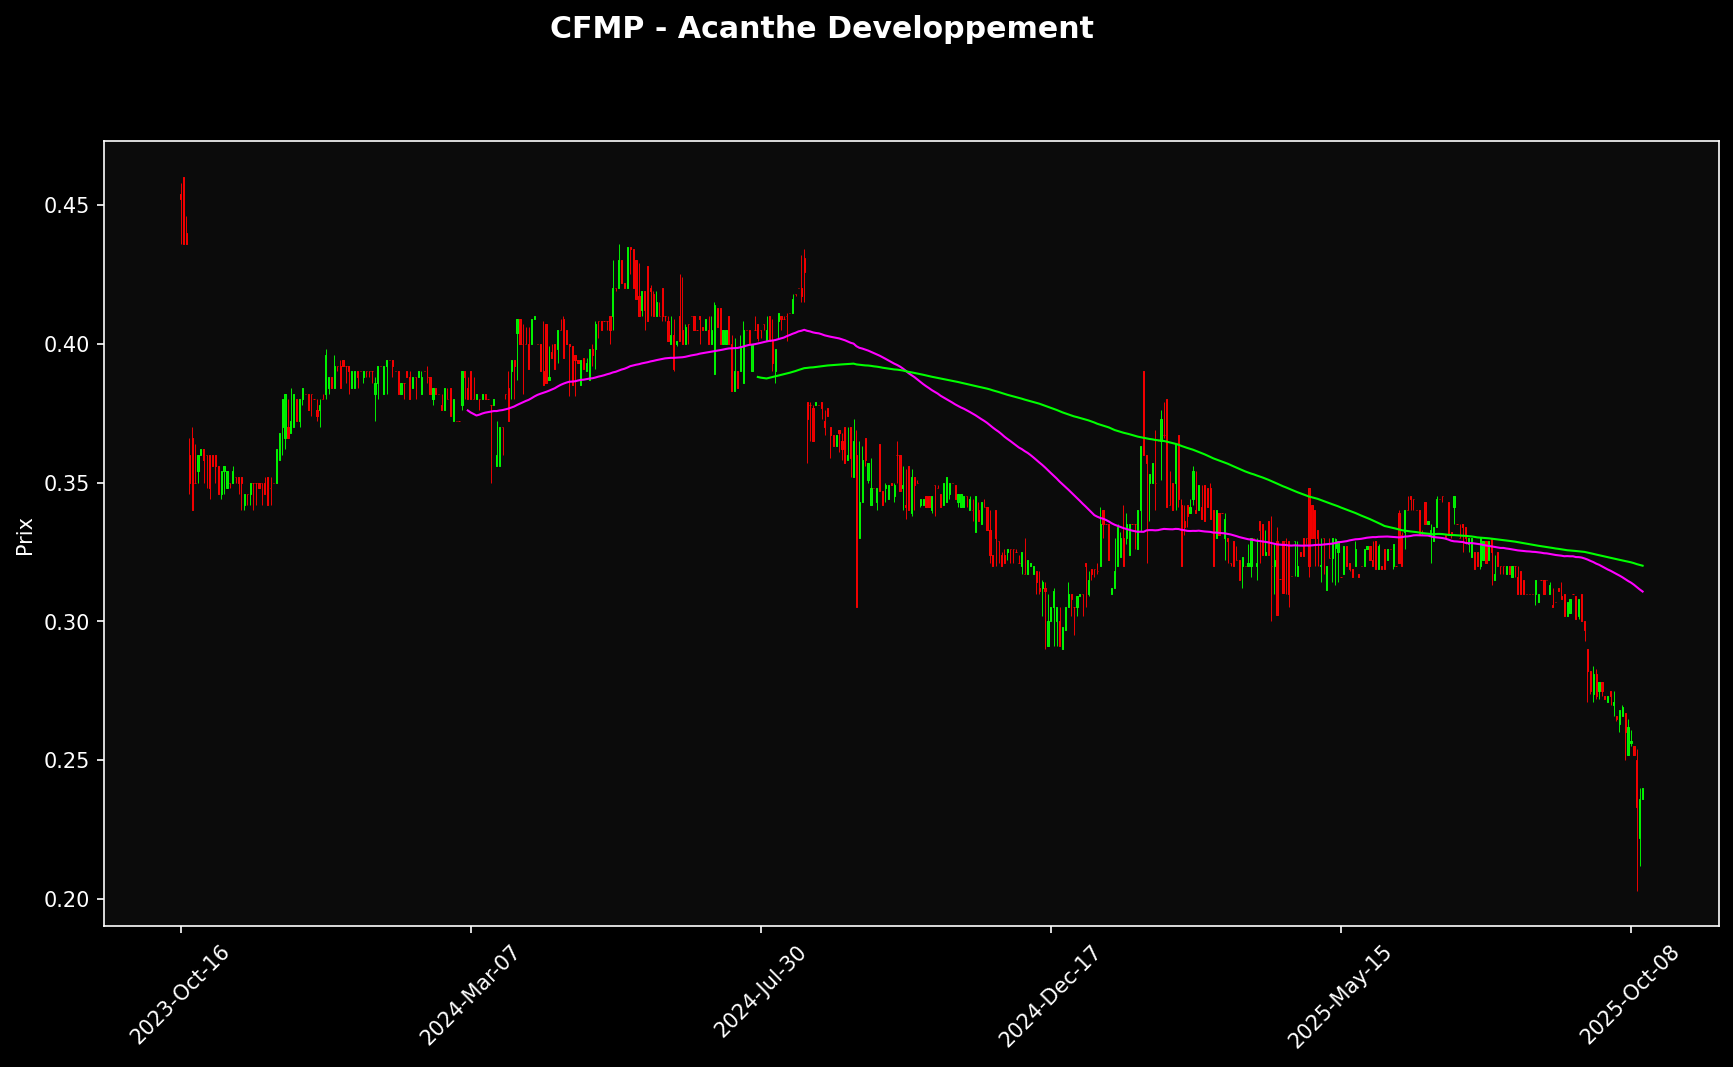 CFMP - Acanthe Developpement
Prix
0.45
0.40
0.35
0.30
0.25
0.20
2023-Oct-16
2024-Mar-07
2024-Jul-30
2024-Dec-17
2025-May-15
2025-Oct-08